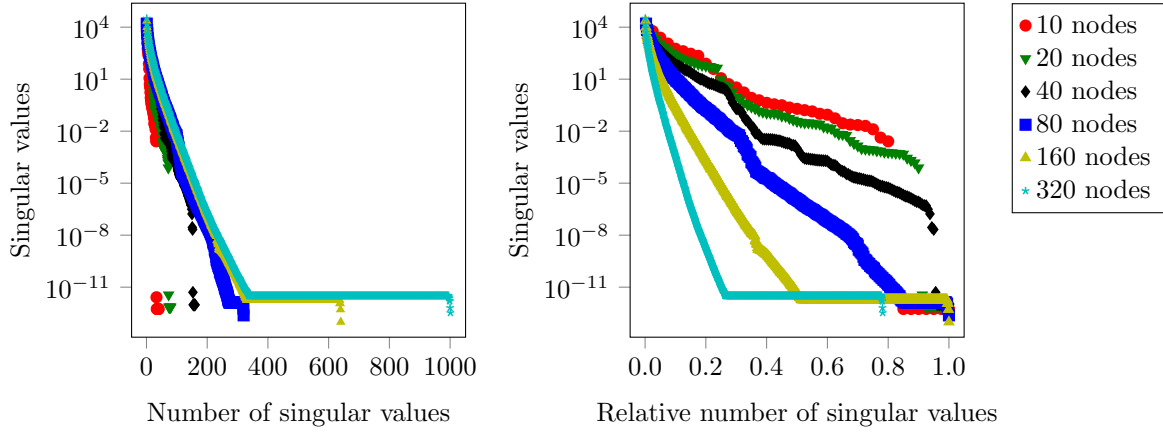 10^4
10^1
10^−2
10^−5
10^−8
10^−11
0
200
400
600
800
1000
Singular values
Number of singular values
10^4
10^1
10^−2
10^−5
10^−8
10^−11
0.0
0.2
0.4
0.6
0.8
1.0
Singular values
Relative number of singular values
10 nodes
20 nodes
40 nodes
80 nodes
160 nodes
320 nodes